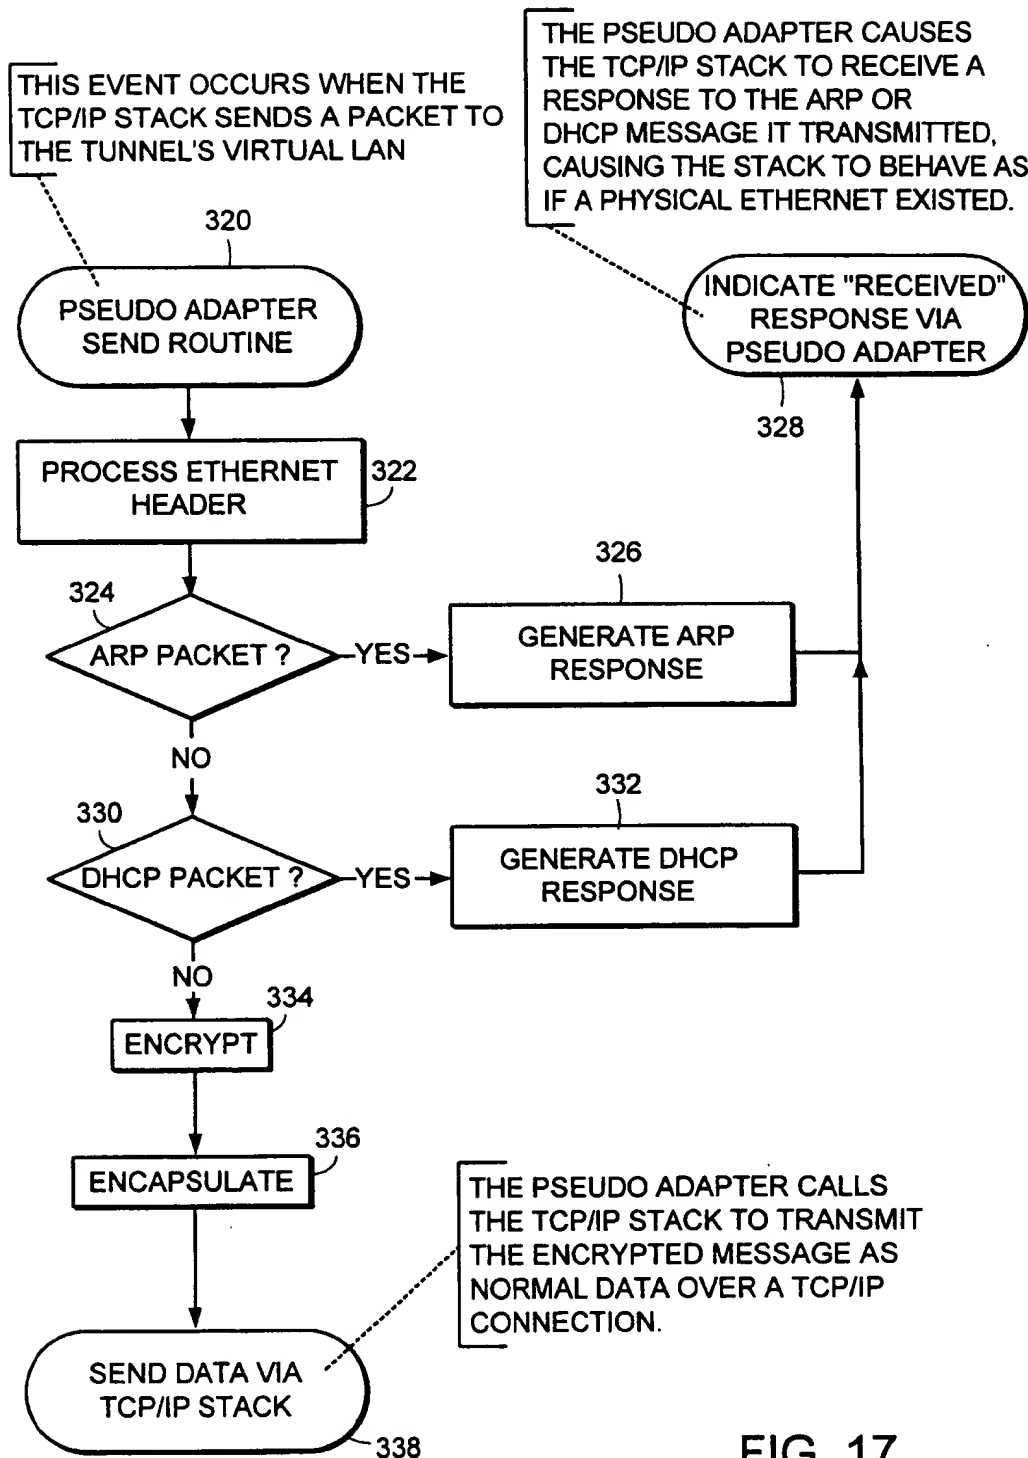 THIS EVENT OCCURS WHEN THE
TCP/IP STACK SENDS A PACKET TO
THE TUNNEL'S VIRTUAL LAN
THE PSEUDO ADAPTER CAUSES
THE TCP/IP STACK TO RECEIVE A
RESPONSE TO THE ARP OR
DHCP MESSAGE IT TRANSMITTED,
CAUSING THE STACK TO BEHAVE AS
IF A PHYSICAL ETHERNET EXISTED.
320
PSEUDO ADAPTER
SEND ROUTINE
INDICATE "RECEIVED"
RESPONSE VIA
PSEUDO ADAPTER
328
PROCESS ETHERNET
HEADER
322
324
ARP PACKET ?
YES
326
GENERATE ARP
RESPONSE
NO
330
DHCP PACKET ?
YES
332
GENERATE DHCP
RESPONSE
NO
334
ENCRYPT
336
ENCAPSULATE
THE PSEUDO ADAPTER CALLS
THE TCP/IP STACK TO TRANSMIT
THE ENCRYPTED MESSAGE AS
NORMAL DATA OVER A TCP/IP
CONNECTION.
SEND DATA VIA
TCP/IP STACK
338
FIG. 17